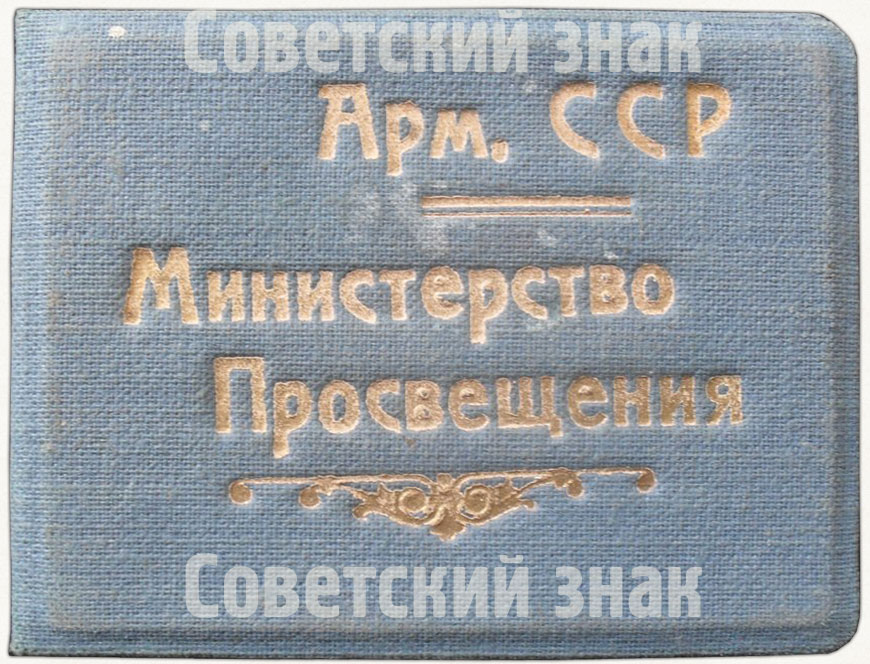 Советский знак
Арм. ССР
Министерство
Просвещения
Советский знак